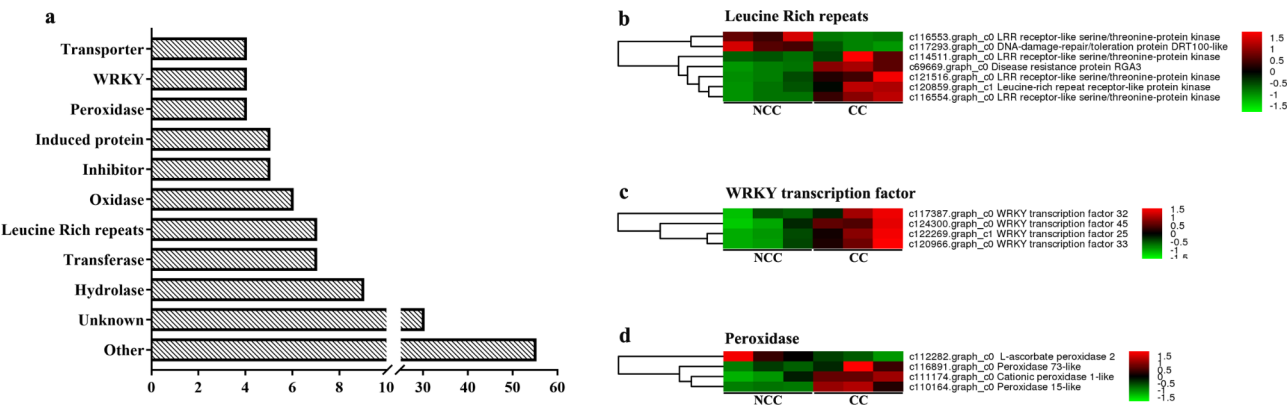 a
Transporter
WRKY
Peroxidase
Induced protein
Inhibitor
Oxidase
Leucine Rich repeats
Transferase
Hydrolase
Unknown
Other
0 2 4 6 8 10 30 40 50 60
b
Leucine Rich repeats
c116553.graph_c0 LRR receptor-like serine/threonine-protein kinase
c117293.graph_c0 DNA-damage-repair/toleration protein DRT100-like
c114511.graph_c0 LRR receptor-like serine/threonine-protein kinase
c69669.graph_c0 Disease resistance protein RGA3
c121516.graph_c0 LRR receptor-like serine/threonine-protein kinase
c120859.graph_c1 Leucine-rich repeat receptor-like protein kinase
c116554.graph_c0 LRR receptor-like serine/threonine-protein kinase
NCC CC
1.5
1
0.5
0
-0.5
-1
-1.5
c
WRKY transcription factor
c117387.graph_c0 WRKY transcription factor 32
c124300.graph_c0 WRKY transcription factor 45
c122269.graph_c1 WRKY transcription factor 25
c120966.graph_c0 WRKY transcription factor 33
NCC CC
1.5
1
0.5
0
-0.5
-1
-1.5
d
Peroxidase
c112282.graph_c0 L-ascorbate peroxidase 2
c116891.graph_c0 Peroxidase 73-like
c111174.graph_c0 Cationic peroxidase 1-like
c110164.graph_c0 Peroxidase 15-like
NCC CC
1.5
1
0.5
0
-0.5
-1
-1.5